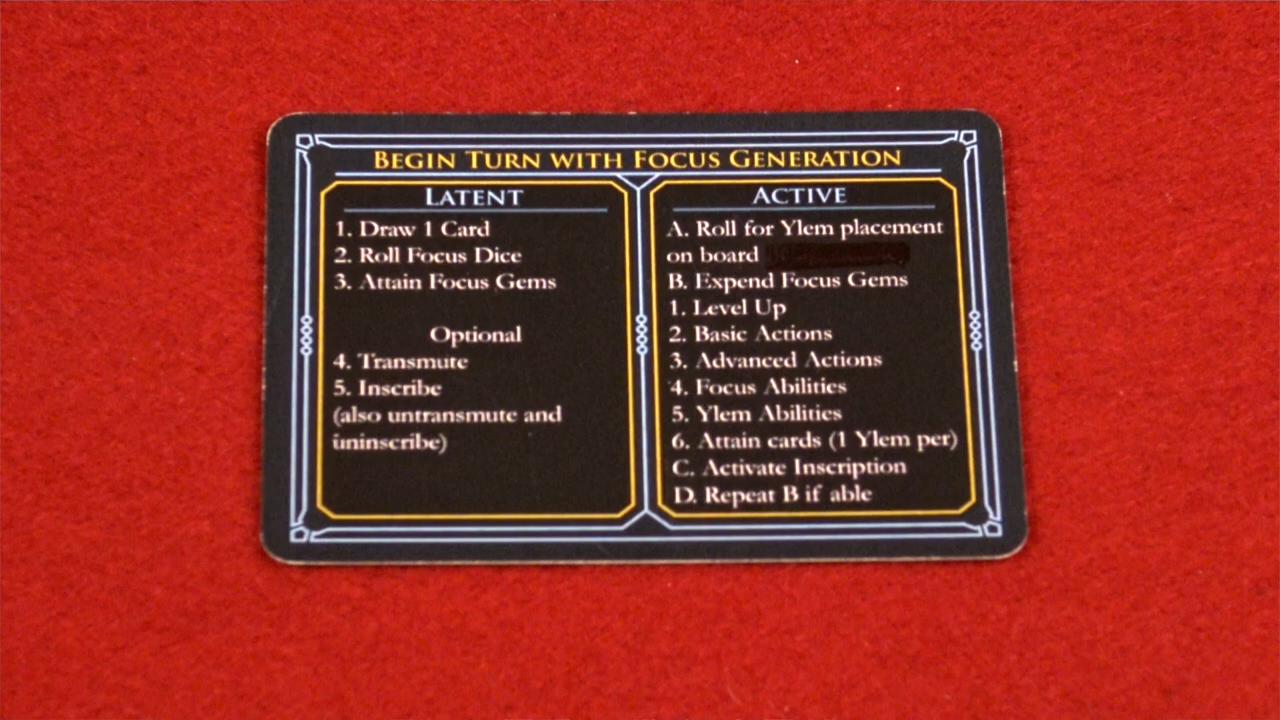 BEGIN TURN WITH FOCUS GENERATION
LATENT
1. Draw 1 Card
2. Roll Focus Dice
3. Attain Focus Gems
Optional
4. Transmute
5. Inscribe
(also untransmute and
uninscribe)
ACTIVE
A. Roll for Ylem placement
on board
B. Expend Focus Gems
1. Level Up
2. Basic Actions
3. Advanced Actions
4. Focus Abilities
5. Ylem Abilities
6. Attain cards (1 Ylem per)
C. Activate Inscription
D. Repeat B if able